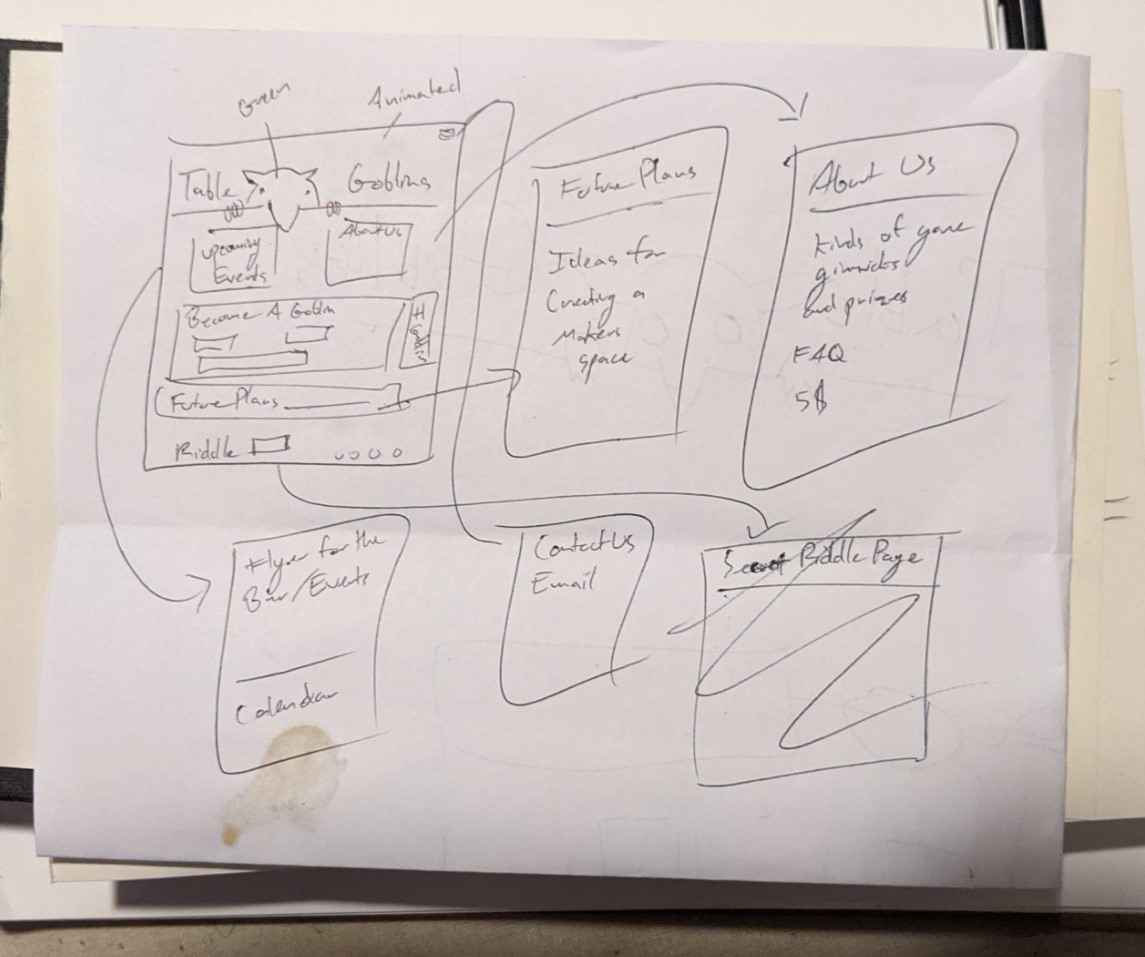 Green
Animated
Table Goblins
Upcoming
Events
About Us
Become A Goblin
Future Plans
Riddle
Future Plans
Ideas for
Creating a
Makers
space
About Us
Kinds of game
gimmicks
and prizes
FAQ
5$
Flyer for the
Bar/Events
Calendar
Contact Us
Email
Secret Riddle Page